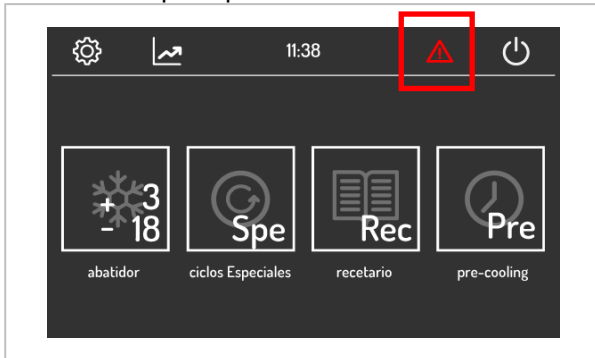 11:38
+ 3
- 18
Spe
Rec
Pre
abatidor
ciclos Especiales
recetario
pre-cooling